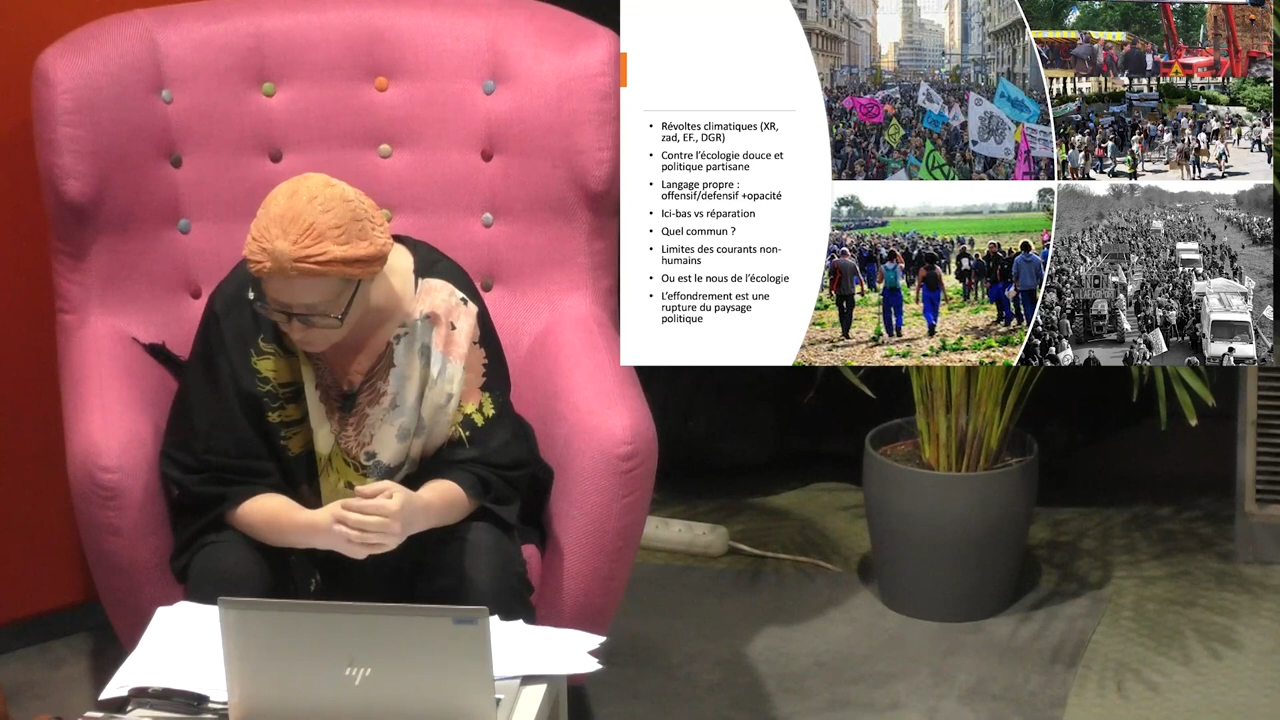 • Révoltes climatiques (XR,
zad, EF., DGR)
• Contre l'écologie douce et
politique partisane
• Langage propre :
offensif/defensif +opacité
• Ici-bas vs réparation
• Quel commun ?
• Limites des courants non-
humains
• Ou est le nous de l'écologie
• L'effondrement est une
rupture du paysage
politique
hp